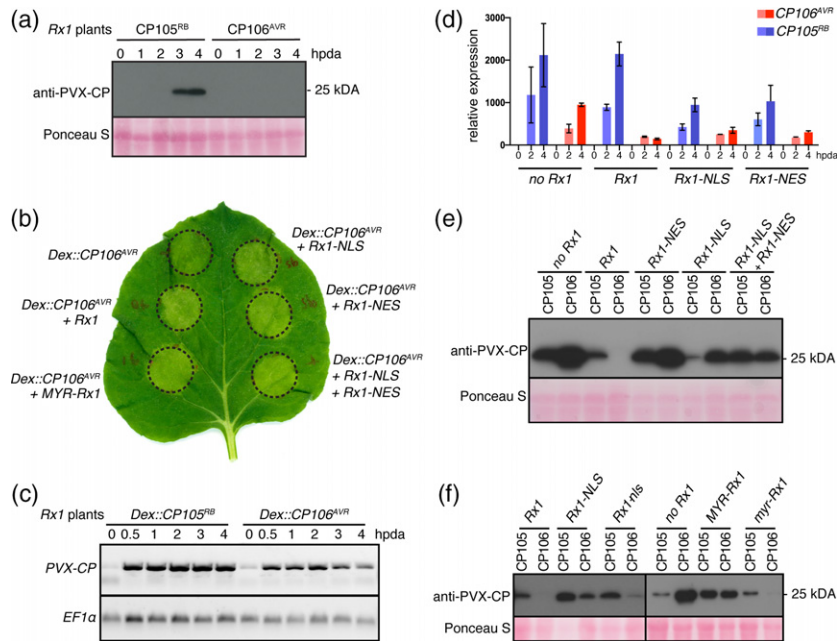 (a)
Rx1 plants CP105RB CP106AVR
0 1 2 3 4 0 1 2 3 4 hpda
anti-PVX-CP - 25 kDA
Ponceau S
(b)
Dex::CP106AVR
Dex::CP106AVR
+ Rx1
Dex::CP106AVR
+ MYR-Rx1
Dex::CP106AVR
+ Rx1-NLS
Dex::CP106AVR
+ Rx1-NES
Dex::CP106AVR
+ Rx1-NLS
+ Rx1-NES
(c)
Rx1 plants Dex::CP105RB Dex::CP106AVR
0 0.5 1 2 3 4 0 0.5 1 2 3 4 hpda
PVX-CP
EF1α
(d)
CP106AVR
CP105RB
relative expression
3000
2000
1000
0
0 2 4 0 2 4 0 2 4 0 2 4 0 2 4 0 2 4 0 2 4 0 2 4 hpda
no Rx1 Rx1 Rx1-NLS Rx1-NES
(e)
no Rx1 Rx1 Rx1-NES Rx1-NLS Rx1-NLS
+ Rx1-NES
CP105 CP106 CP105 CP106 CP105 CP106 CP105 CP106 CP105 CP106
anti-PVX-CP - 25 kDA
Ponceau S
(f)
Rx1 Rx1-NLS Rx1-nls no Rx1 MYR-Rx1 myr-Rx1
CP105 CP106 CP105 CP106 CP105 CP106 CP105 CP106 CP105 CP106 CP105 CP106
anti-PVX-CP - 25 kDA
Ponceau S